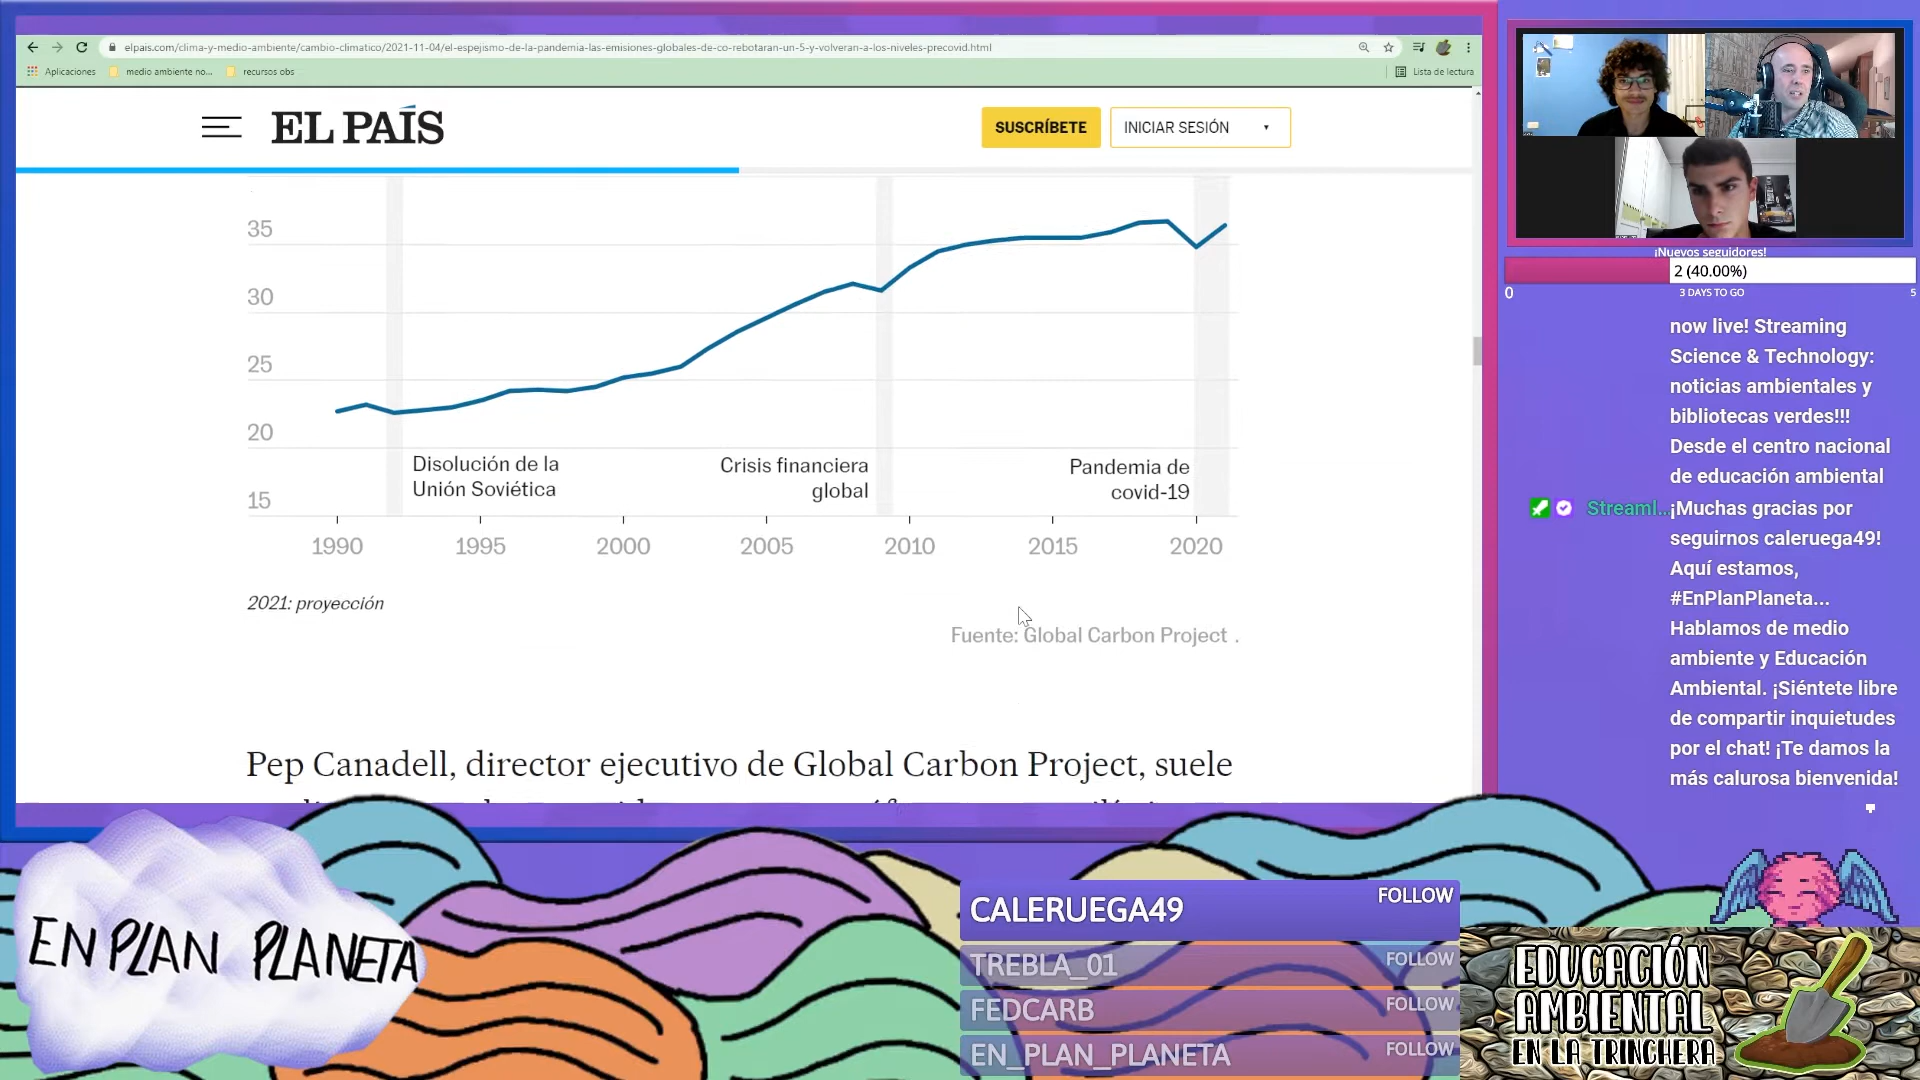 elpais.com/clima-y-medio-ambiente/cambio-climatico/2021-11-04/el-espejismo-de-la-pandemia-las-emisiones-globales-de-co-rebotaran-un-5-y-volveran-a-los-niveles-precovid.html
Aplicaciones
medio ambiente no...
recursos obs
Lista de lectura
EL PAÍS
SUSCRÍBETE
INICIAR SESIÓN
35
30
25
20
15
Disolución de la
Unión Soviética
Crisis financiera
global
Pandemia de
covid-19
1990 1995 2000 2005 2010 2015 2020
2021: proyección
Fuente: Global Carbon Project .
Pep Canadell, director ejecutivo de Global Carbon Project, suele
¡Nuevos seguidores!
2 (40.00%)
0
3 DAYS TO GO
5
now live! Streaming
Science & Technology:
noticias ambientales y
bibliotecas verdes!!!
Desde el centro nacional
de educación ambiental
Streaml... ¡Muchas gracias por
seguirnos caleruega49!
Aquí estamos,
#EnPlanPlaneta...
Hablamos de medio
ambiente y Educación
Ambiental. ¡Siéntete libre
de compartir inquietudes
por el chat! ¡Te damos la
más calurosa bienvenida!
EN PLAN PLANETA
CALERUEGA49 FOLLOW
TREBLA_01 FOLLOW
FEDCARB FOLLOW
EN_PLAN_PLANETA FOLLOW
EDUCACIÓN
AMBIENTAL
EN LA TRINCHERA